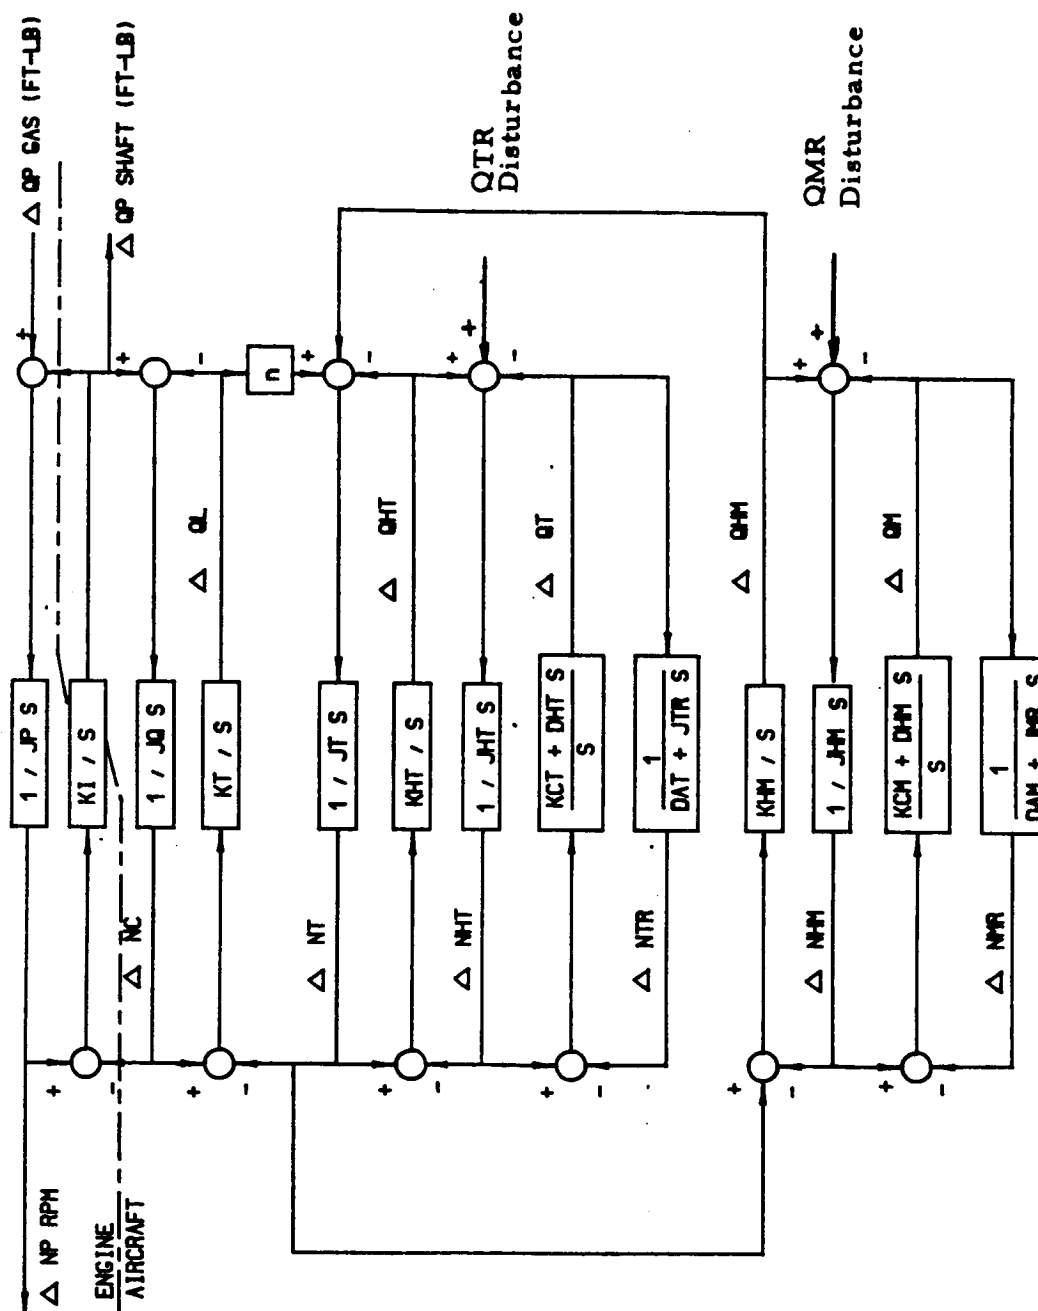 △ QP GAS (FT-LB)
△ QP SHAFT (FT-LB)
QTR
Disturbance
QMR
Disturbance
+
+
-
n
+
-
+
+
-
+
+
-
1 / JP S
KI / S
1 / JQ S
△ QL
KT / S
1 / JT S
△ QHT
KHT / S
1 / JHT S
△ QT
KCT + DHT S
S
1
DAT + JTR S
△ QHM
KHM / S
1 / JHM S
△ QM
KCM + DHM S
S
1
△ NC
△ NT
△ NHT
△ NTR
△ NHM
△ NMR
+
-
+
-
+
-
+
-
+
-
+
-
△ NP RPM
ENGINE
AIRCRAFT